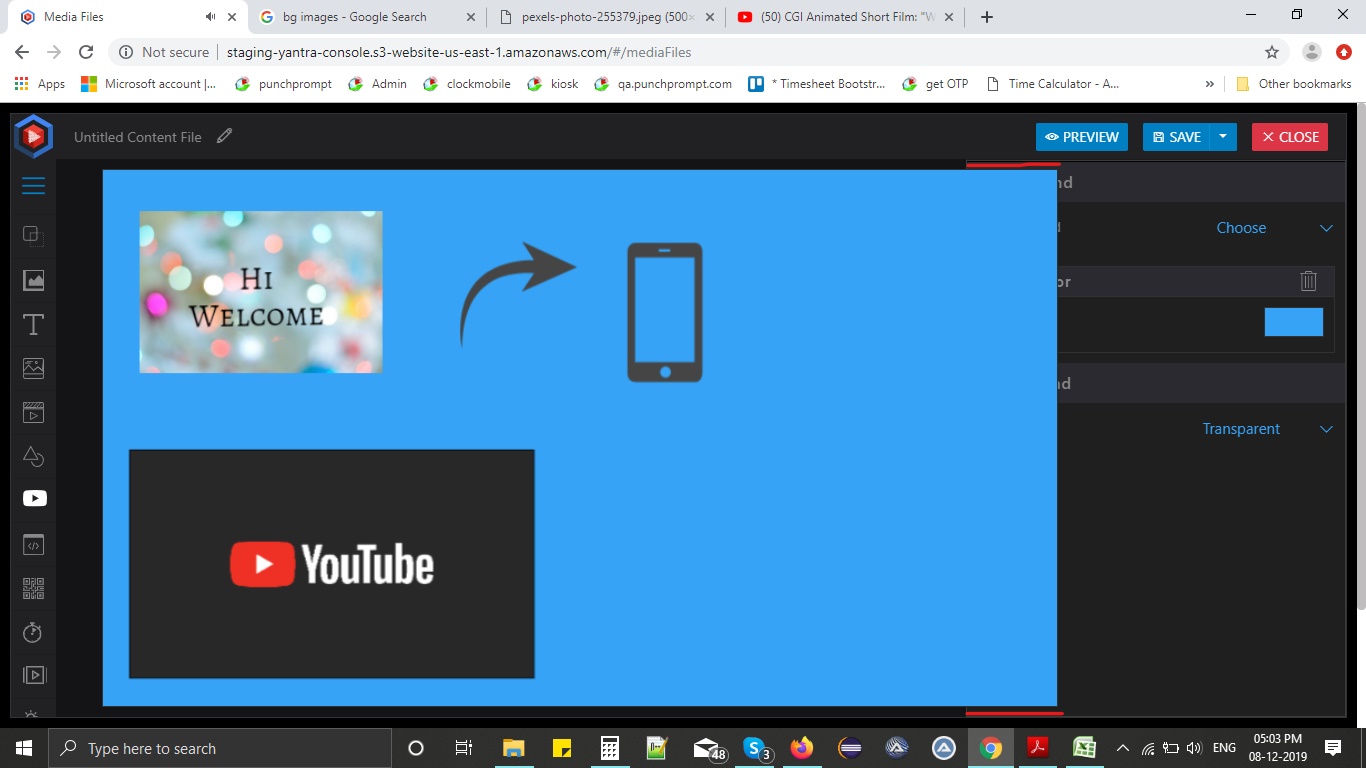 Media Files
bg images - Google Search
pexels-photo-255379.jpeg (500×
(50) CGI Animated Short Film: "W
Not secure
staging-yantra-console.s3-website-us-east-1.amazonaws.com/#/mediaFiles
Apps
Microsoft account |...
punchprompt
Admin
clockmobile
kiosk
qa.punchprompt.com
* Timesheet Bootstr...
get OTP
Time Calculator - A...
»
Other bookmarks
Untitled Content File
PREVIEW
SAVE
CLOSE
nd
d
Choose
or
nd
Transparent
Hi
Welcome
YouTube
Type here to search
48
3
ENG
05:03 PM
08-12-2019